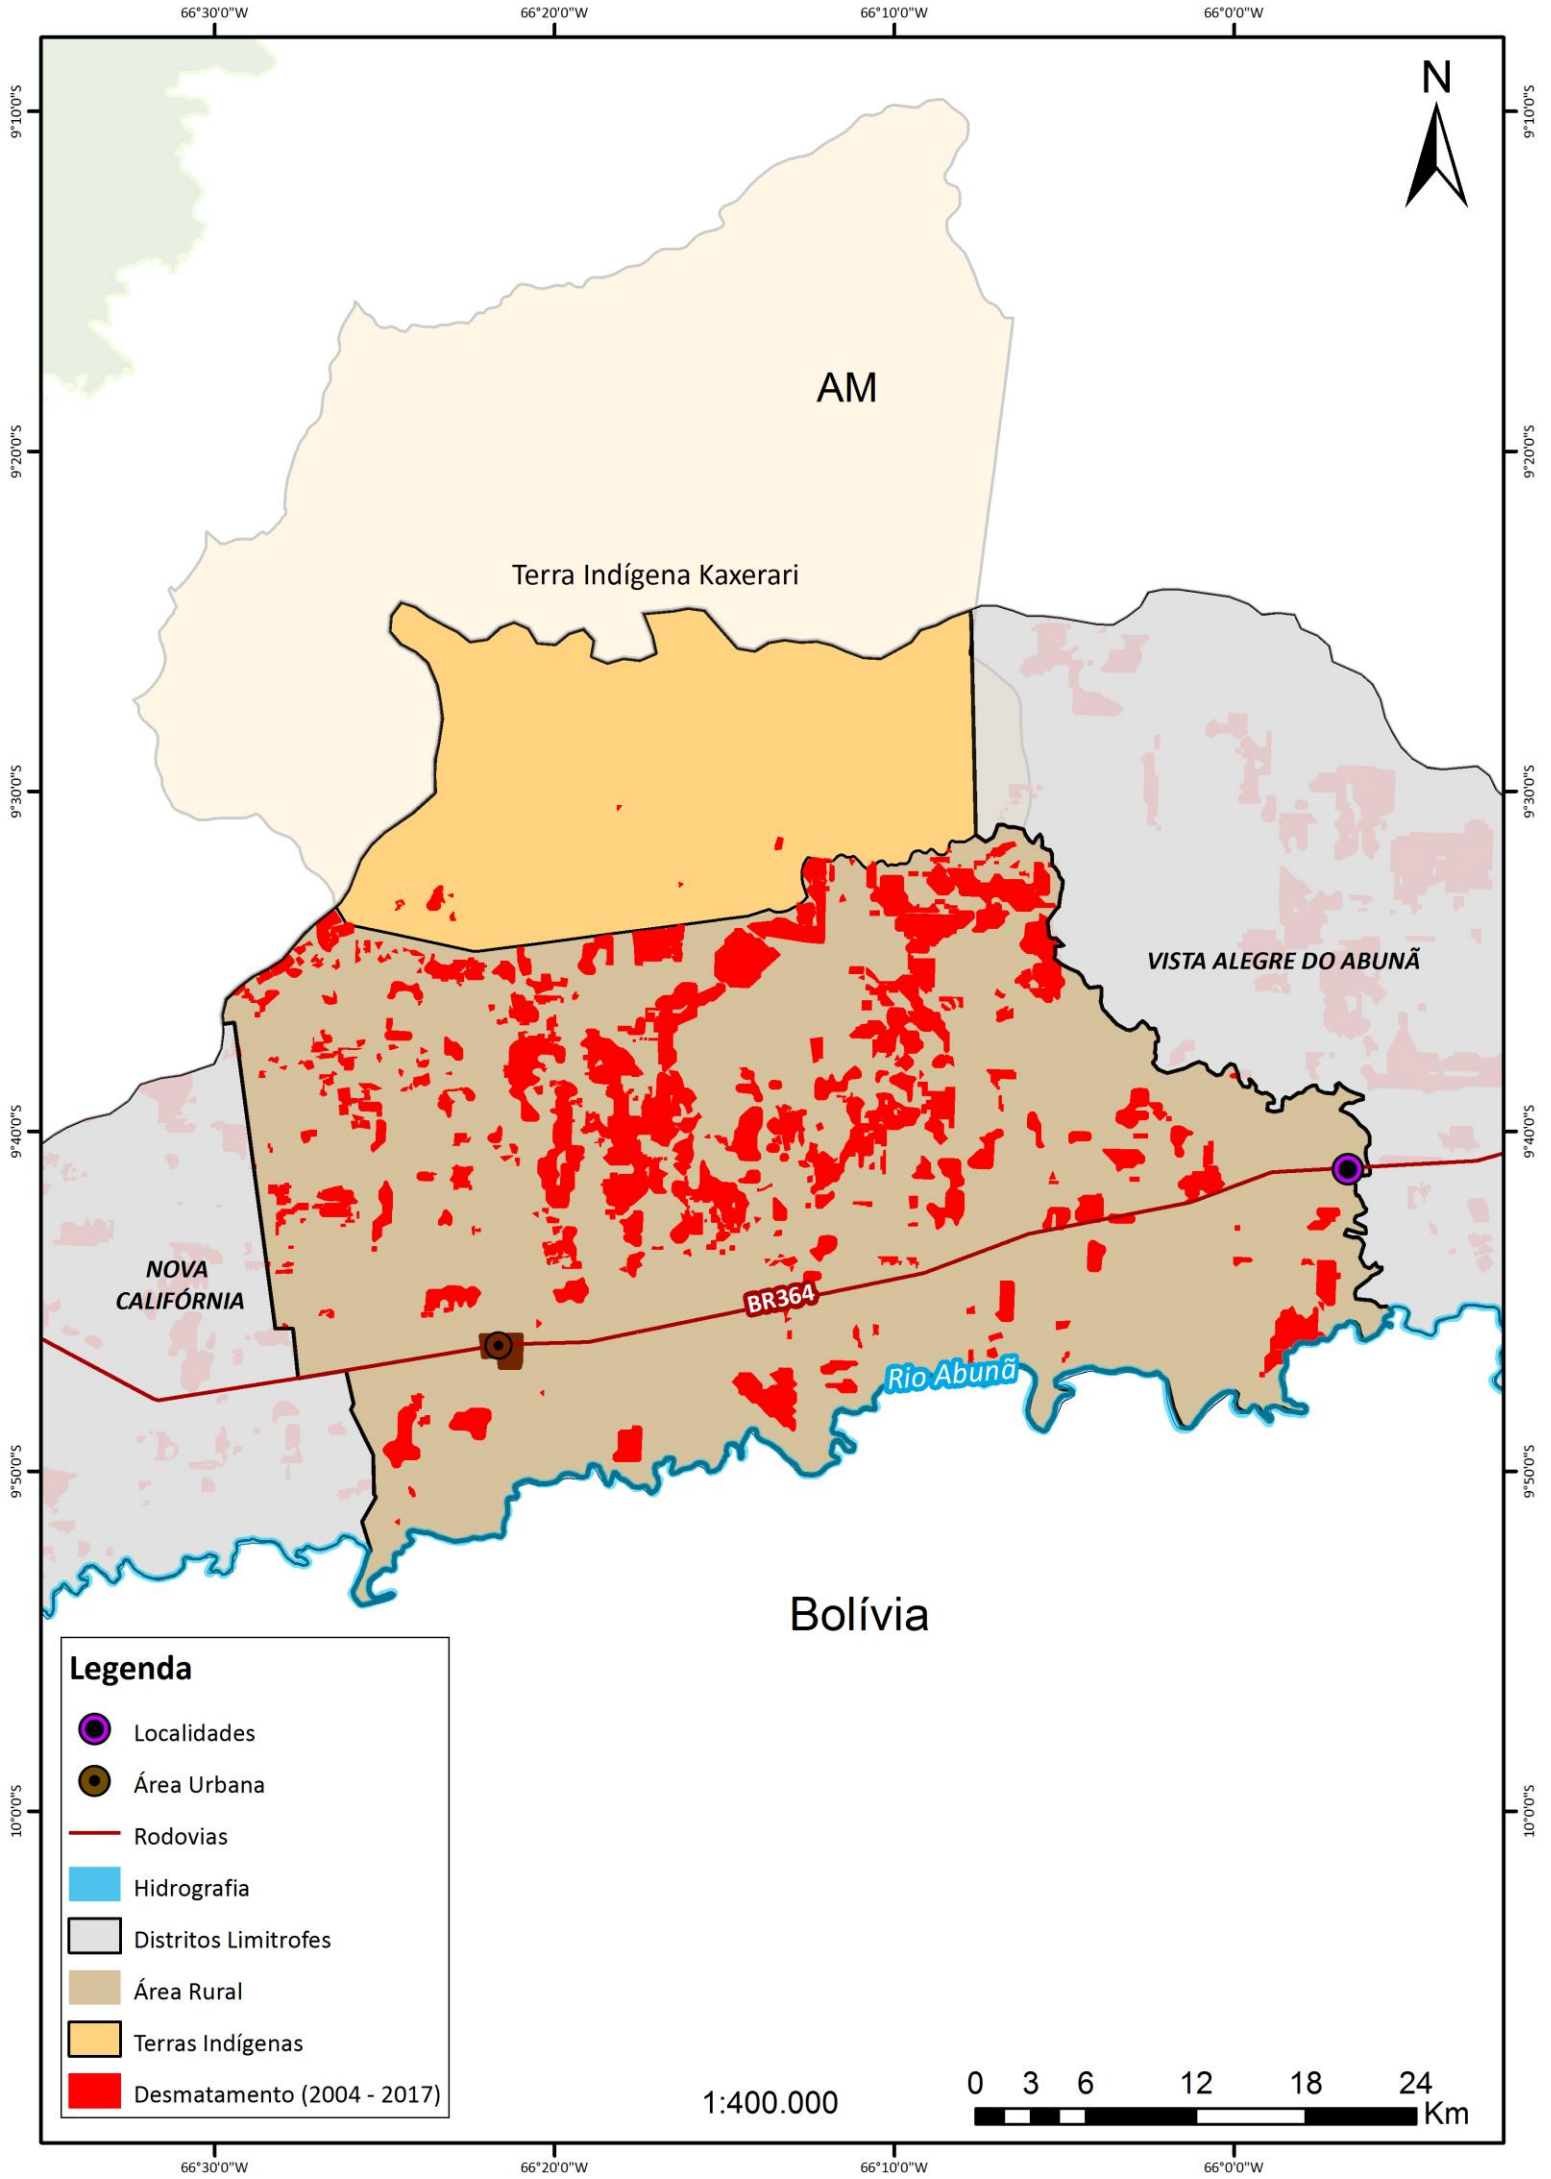 66°30'0"W 66°20'0"W 66°10'0"W 66°0'0"W
N
9°10'0"S 9°10'0"S
AM
9°20'0"S 9°20'0"S
Terra Indígena Kaxerari
9°30'0"S 9°30'0"S
VISTA ALEGRE DO ABUNÃ
9°40'0"S 9°40'0"S
NOVA
CALIFÓRNIA
BR364
Rio Abunã
9°50'0"S 9°50'0"S
Bolívia
Legenda
Localidades
Área Urbana
10°0'0"S 10°0'0"S
Rodovias
Hidrografia
Distritos Limitrofes
Área Rural
Terras Indígenas
Desmatamento (2004 - 2017)
1:400.000
0 3 6 12 18 24
Km
66°30'0"W 66°20'0"W 66°10'0"W 66°0'0"W